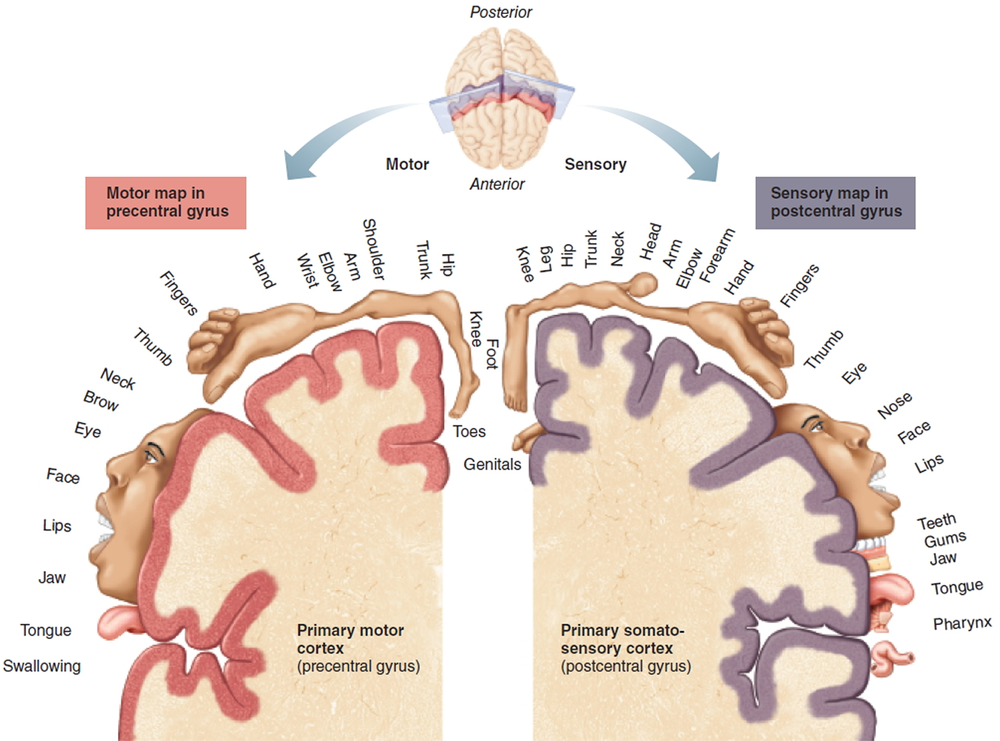 Posterior
Motor
Sensory
Anterior
Motor map in
precentral gyrus
Sensory map in
postcentral gyrus
Swallowing
Tongue
Jaw
Lips
Face
Eye
Brow
Neck
Thumb
Fingers
Hand
Wrist
Elbow
Arm
Shoulder
Trunk
Hip
Knee
Foot
Toes
Genitals
Knee
Leg
Hip
Trunk
Neck
Head
Arm
Elbow
Forearm
Hand
Fingers
Thumb
Eye
Nose
Face
Lips
Teeth
Gums
Jaw
Tongue
Pharynx
Primary motor
cortex
(precentral gyrus)
Primary somato-
sensory cortex
(postcentral gyrus)